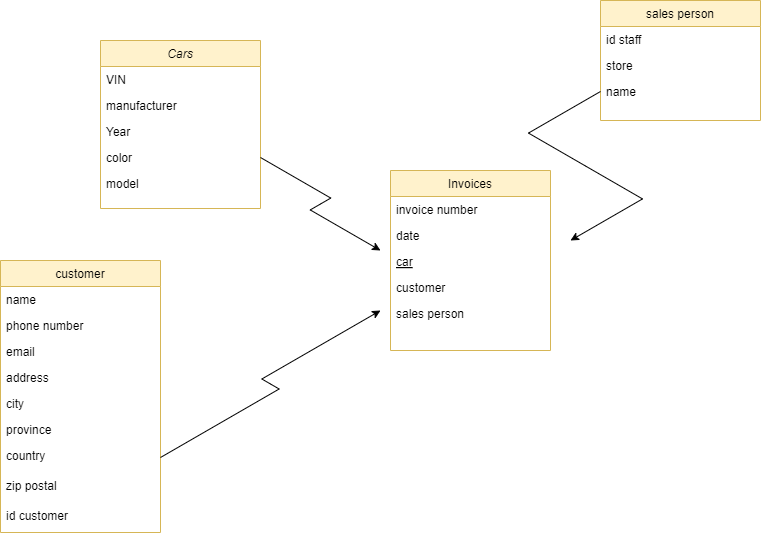 sales person
id staff
store
name
Cars
VIN
manufacturer
Year
color
model
Invoices
invoice number
date
car
customer
sales person
customer
name
phone number
email
address
city
province
country
zip postal
id customer